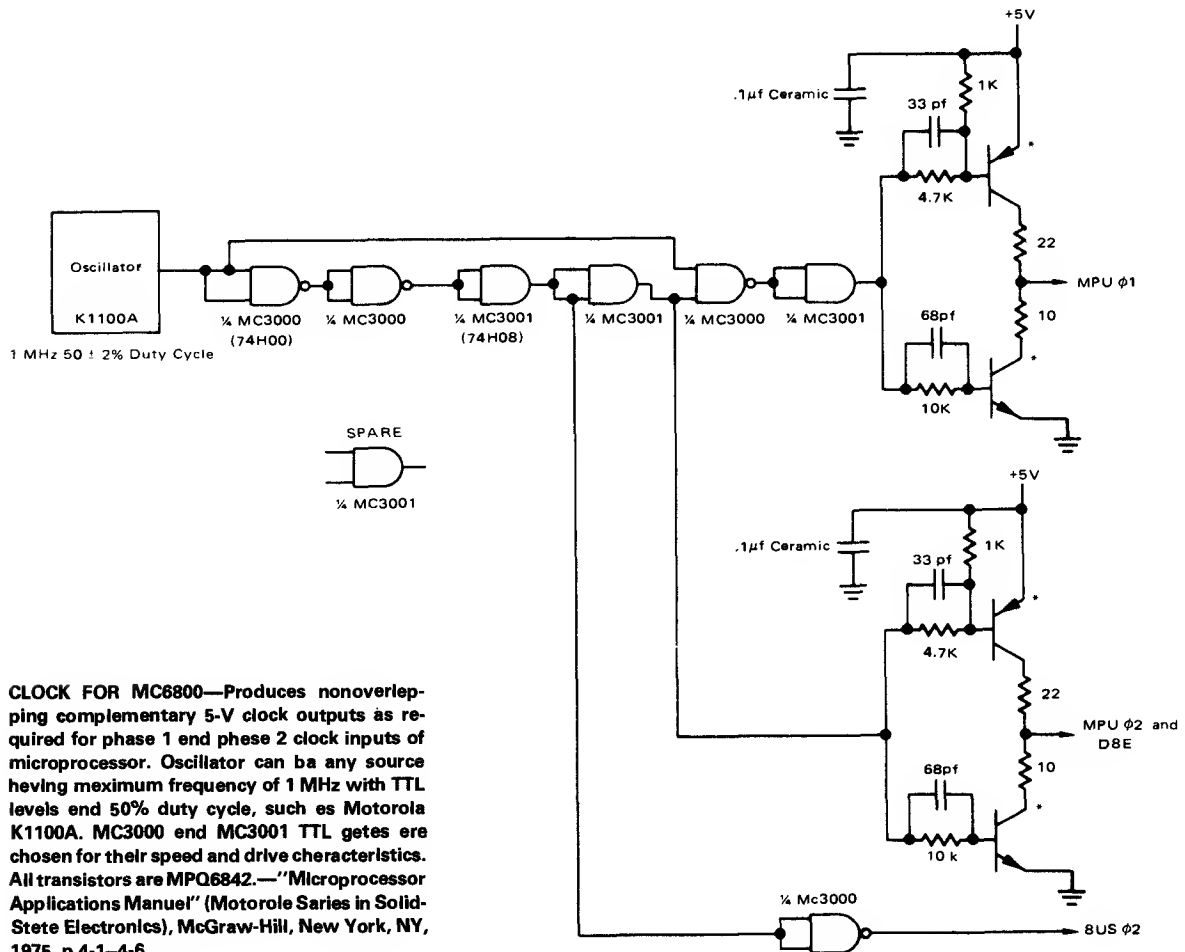 +5V
1K
.1µf Ceramic
33 pf
*
4.7K
22
Oscillator
MPU ϕ1
K1100A
¼ MC3000
¼ MC3000
¼ MC3001
¼ MC3001
¼ MC3000
¼ MC3001
(74H00)
(74H08)
10
68pf
1 MHz 50 ± 2% Duty Cycle
*
10K
SPARE
¼ MC3001
+5V
.1µf Ceramic
1K
33 pf
*
4.7K
22
CLOCK FOR MC6800—Produces nonoverlep-
ping complementary 5-V clock outputs as re-
quired for phase 1 end phese 2 clock inputs of
microprocessor. Oscillator can ba any source
heving meximum frequency of 1 MHz with TTL
levels end 50% duty cycle, such es Motorola
K1100A. MC3000 end MC3001 TTL getes ere
chosen for their speed and drive cherecteristics.
All transistors are MPQ6842.—"Microprocessor
Applications Manuel" (Motorole Saries in Solid-
Stete Electronics), McGraw-Hill, New York, NY,
1975, p 4-1–4-6.
MPU ϕ2 and
D8E
10
68pf
*
10 k
¼ Mc3000
8US ϕ2